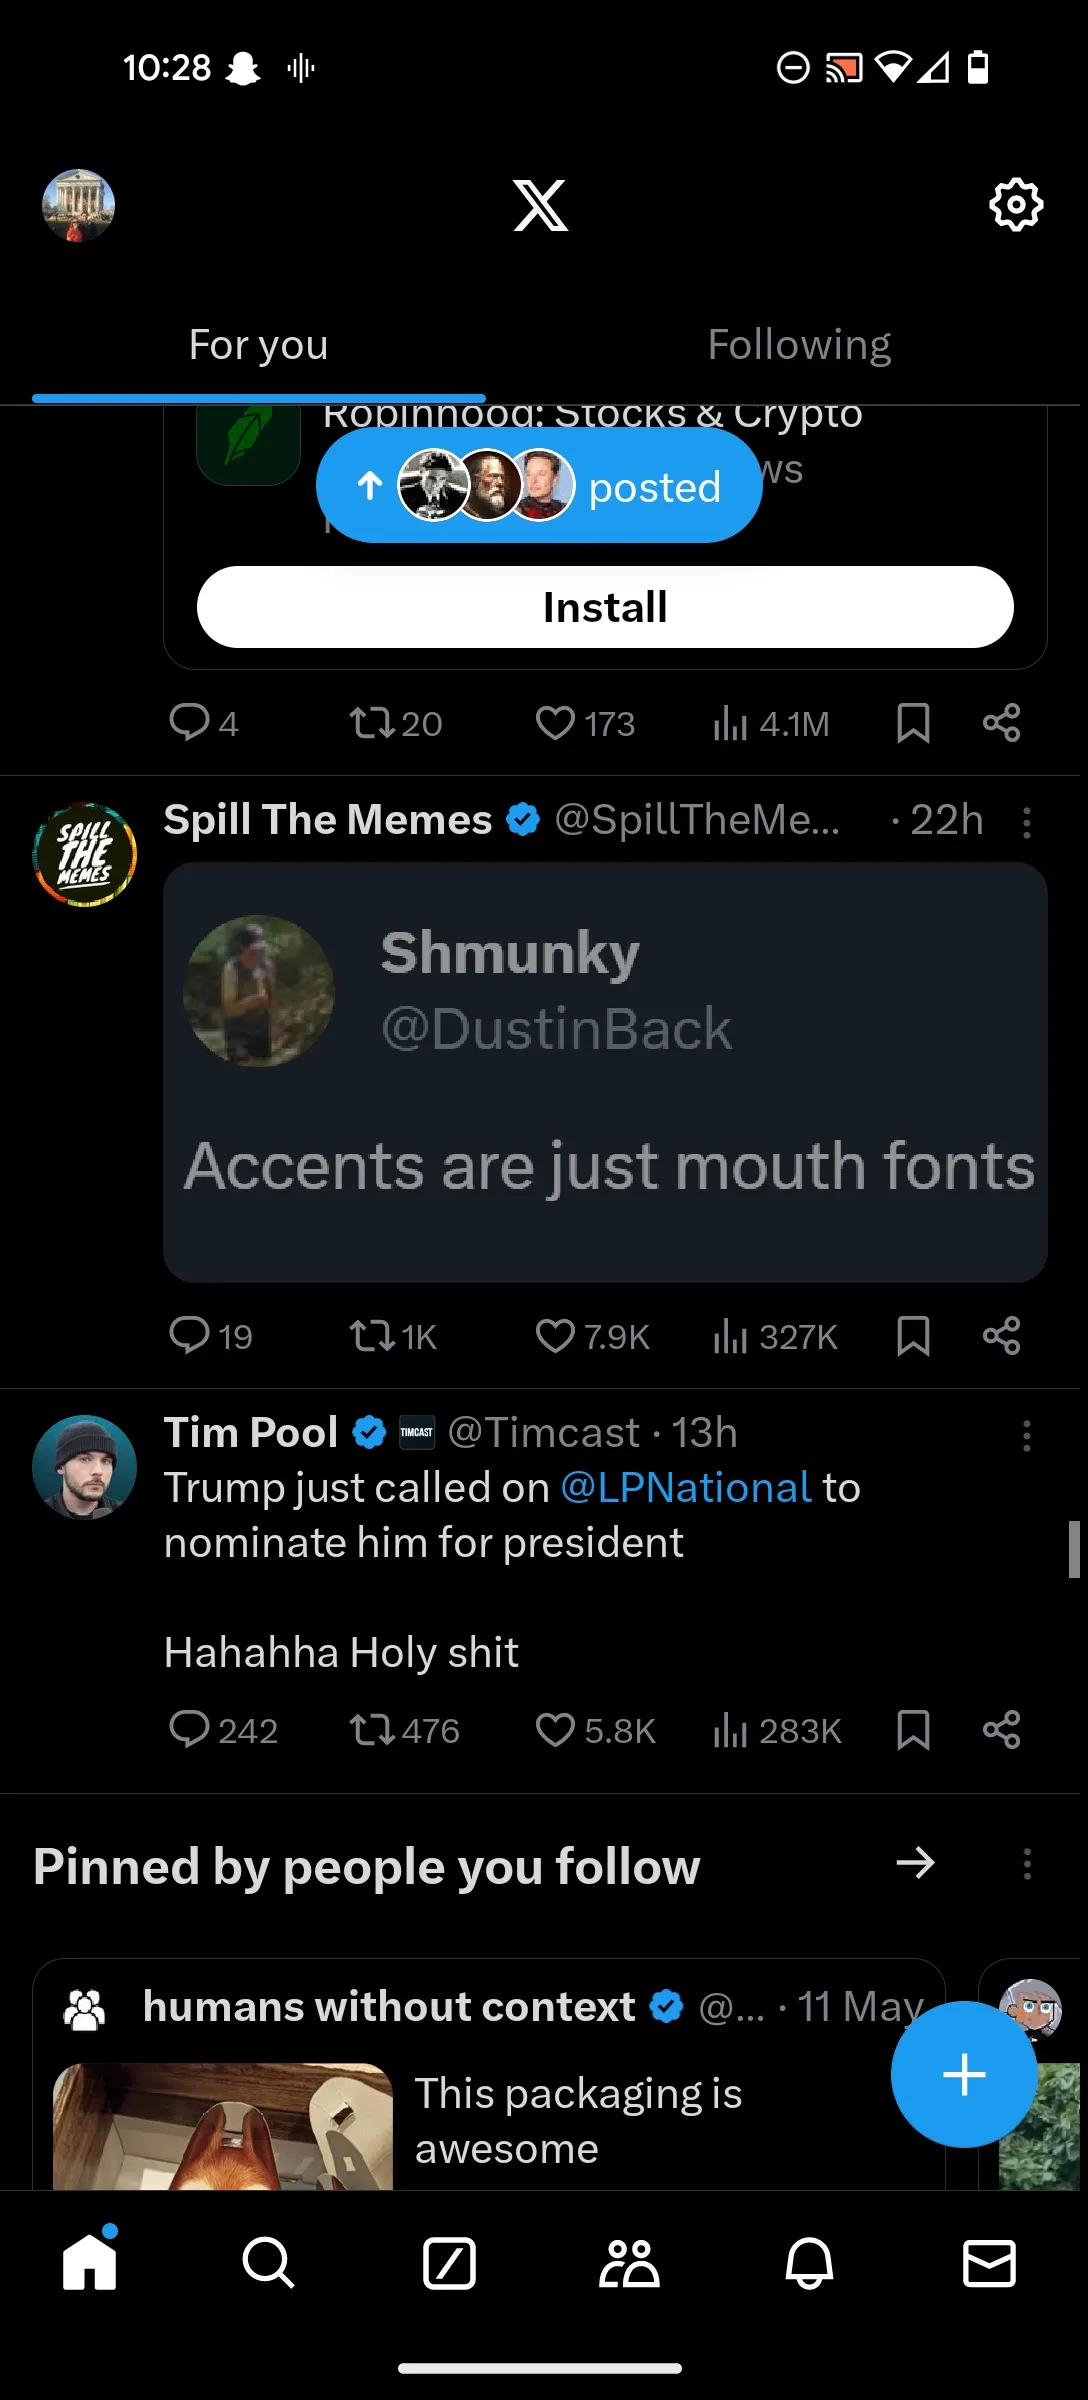 10:28
For you
Following
Robinhood: Stocks & Crypto
ws
posted
Install
4
20
173
4.1M
SPILL
THE
MEMES
Spill The Memes @SpillTheMe... · 22h
Shmunky
@DustinBack
Accents are just mouth fonts
19
1K
7.9K
327K
Tim Pool TIMCAST @Timcast · 13h
Trump just called on @LPNational to
nominate him for president
Hahahha Holy shit
242
476
5.8K
283K
Pinned by people you follow
humans without context @... · 11 May
This packaging is
awesome